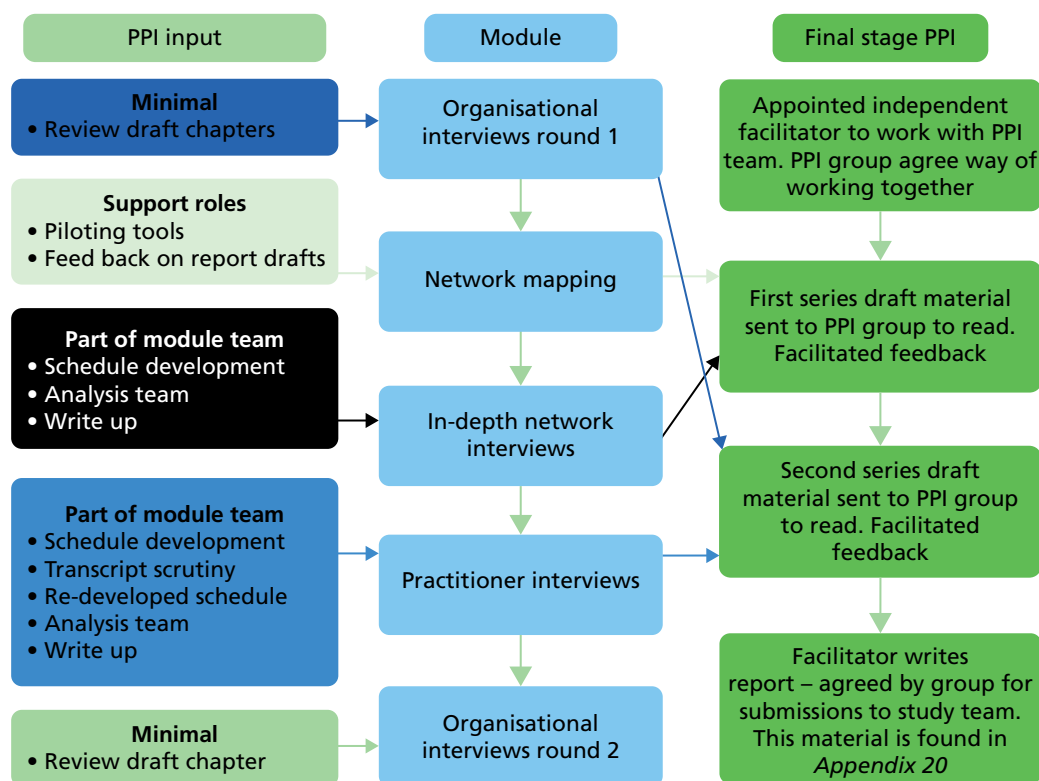 PPI input
Minimal
• Review draft chapters
Support roles
• Piloting tools
• Feed back on report drafts
Part of module team
• Schedule development
• Analysis team
• Write up
Part of module team
• Schedule development
• Transcript scrutiny
• Re-developed schedule
• Analysis team
• Write up
Minimal
• Review draft chapter
Module
Organisational
interviews round 1
Network mapping
In-depth network
interviews
Practitioner interviews
Organisational
interviews round 2
Final stage PPI
Appointed independent
facilitator to work with PPI
team. PPI group agree way of
working together
First series draft material
sent to PPI group to read.
Facilitated feedback
Second series draft
material sent to PPI group
to read. Facilitated
feedback
Facilitator writes
report – agreed by group for
submissions to study team.
This material is found in
Appendix 20